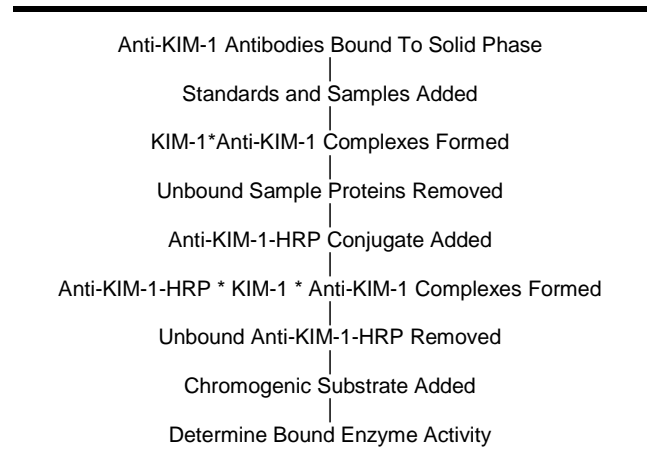 Anti-KIM-1 Antibodies Bound To Solid Phase
Standards and Samples Added
KIM-1*Anti-KIM-1 Complexes Formed
Unbound Sample Proteins Removed
Anti-KIM-1-HRP Conjugate Added
Anti-KIM-1-HRP * KIM-1 * Anti-KIM-1 Complexes Formed
Unbound Anti-KIM-1-HRP Removed
Chromogenic Substrate Added
Determine Bound Enzyme Activity